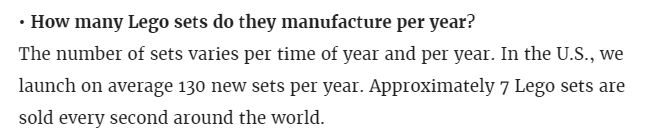 • How many Lego sets do they manufacture per year?
The number of sets varies per time of year and per year. In the U.S., we
launch on average 130 new sets per year. Approximately 7 Lego sets are
sold every second around the world.